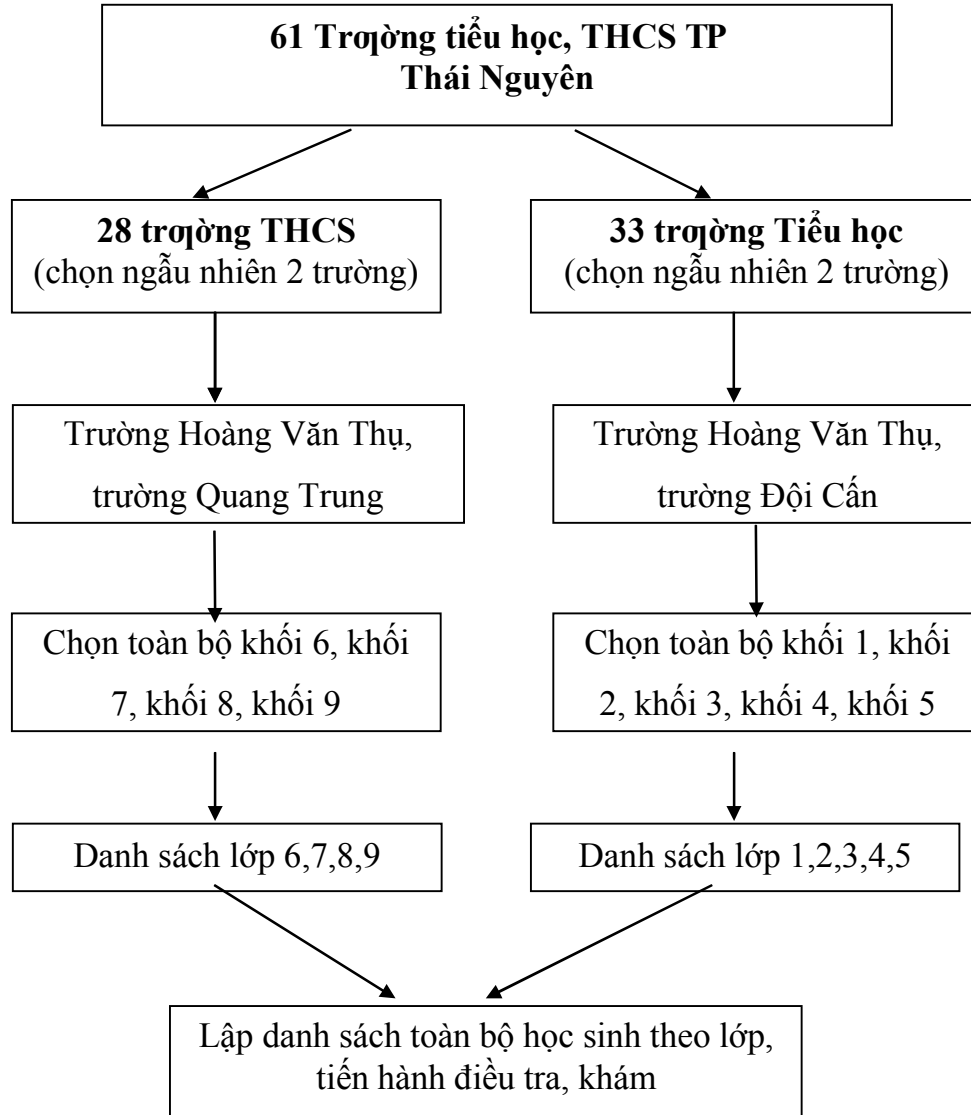 61 Trƣờng tiểu học, THCS TP
Thái Nguyên
28 trƣờng THCS
(chọn ngẫu nhiên 2 trường)
33 trƣờng Tiểu học
(chọn ngẫu nhiên 2 trường)
Trường Hoàng Văn Thụ,
trường Quang Trung
Trường Hoàng Văn Thụ,
trường Đội Cấn
Chọn toàn bộ khối 6, khối
7, khối 8, khối 9
Chọn toàn bộ khối 1, khối
2, khối 3, khối 4, khối 5
Danh sách lớp 6,7,8,9
Danh sách lớp 1,2,3,4,5
Lập danh sách toàn bộ học sinh theo lớp,
tiến hành điều tra, khám